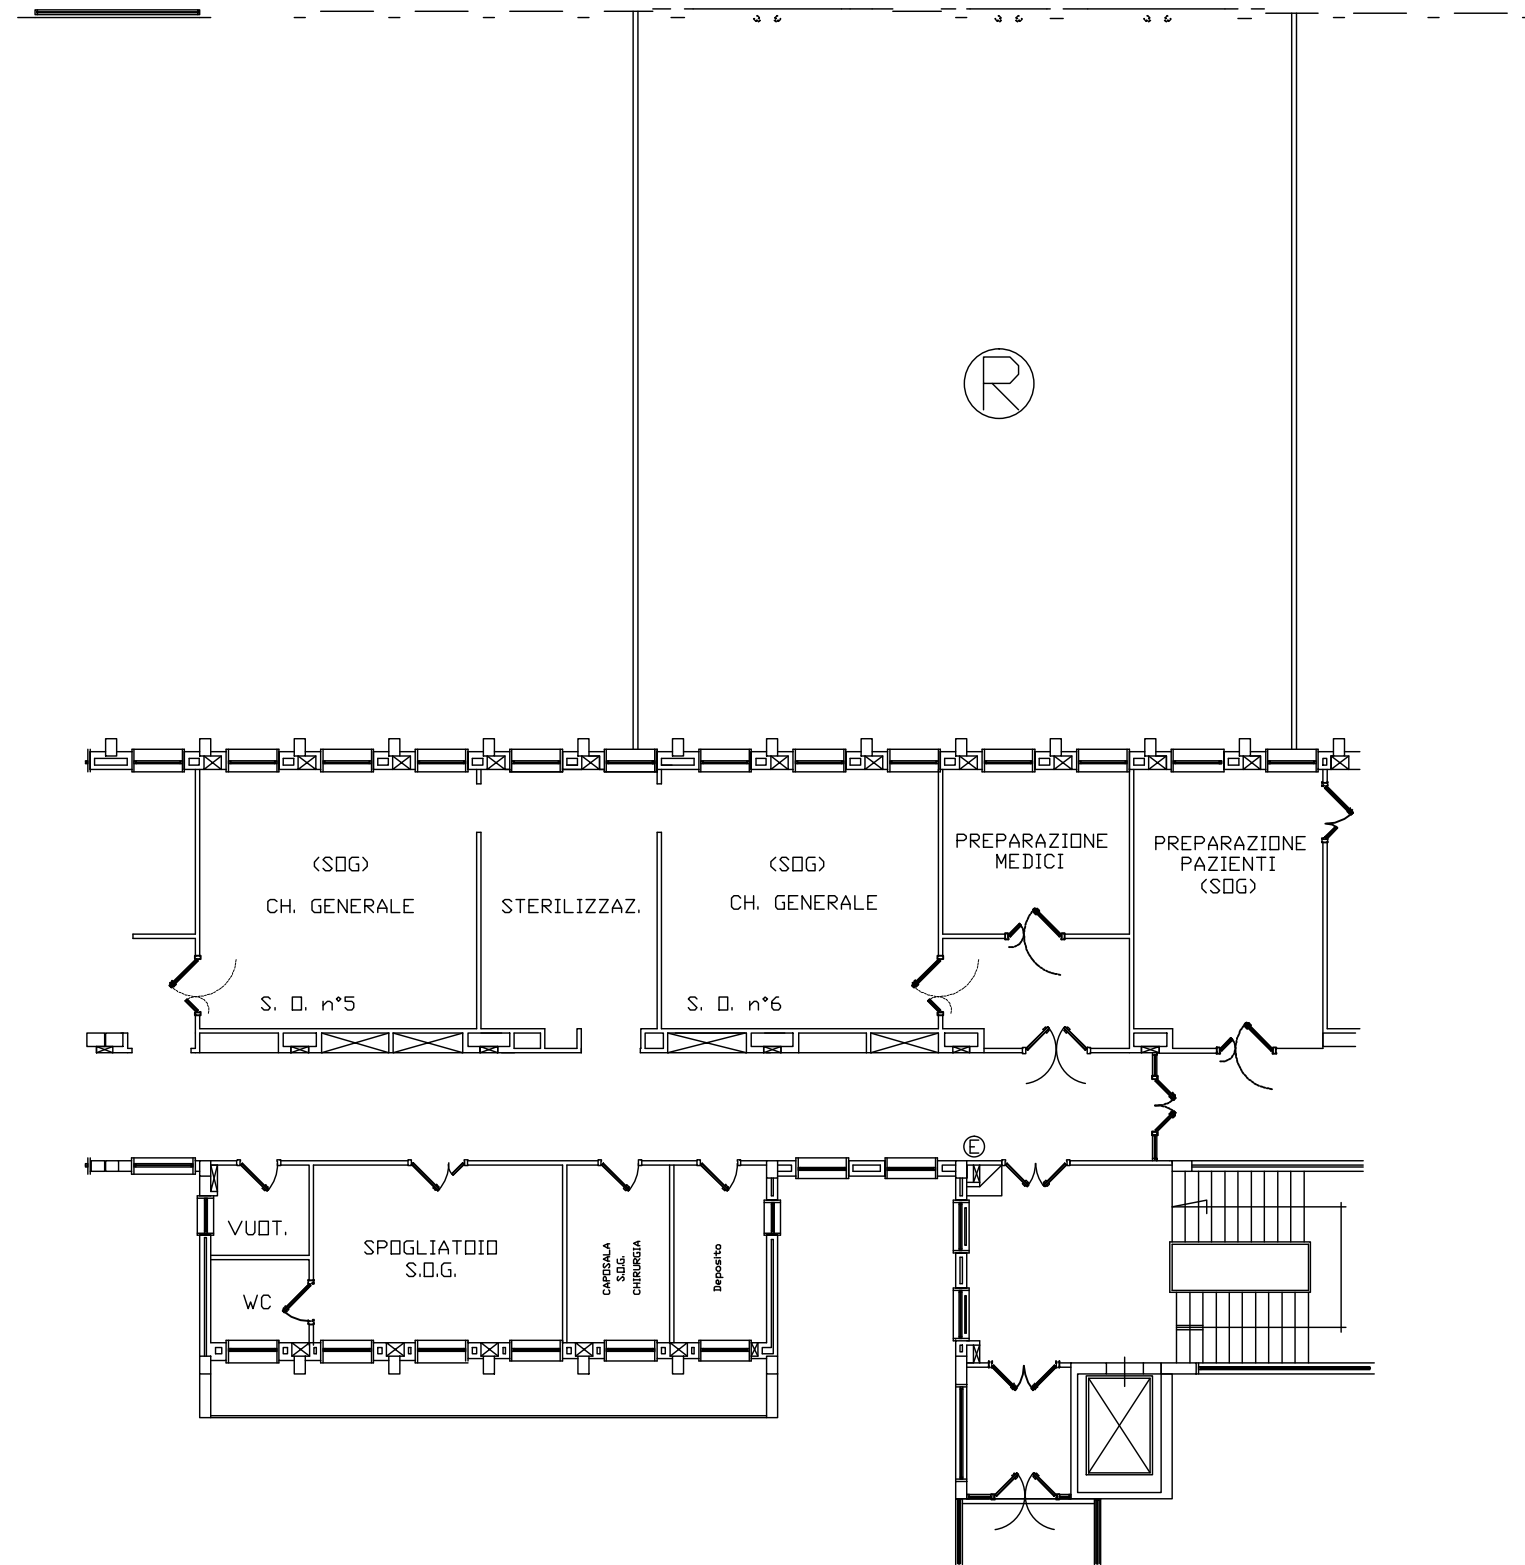 R
PREPARAZIONE
MEDICI
PREPARAZIONE
PAZIENTI
(SOG)
(SOG)
CH. GENERALE
STERILIZZAZ.
(SOG)
CH. GENERALE
S. O. n°5
S. O. n°6
E
VUOT.
SPOGLIATOIO
S.O.G.
CAPOSALA
S.O.G.
CHIRURGIA
Deposito
WC